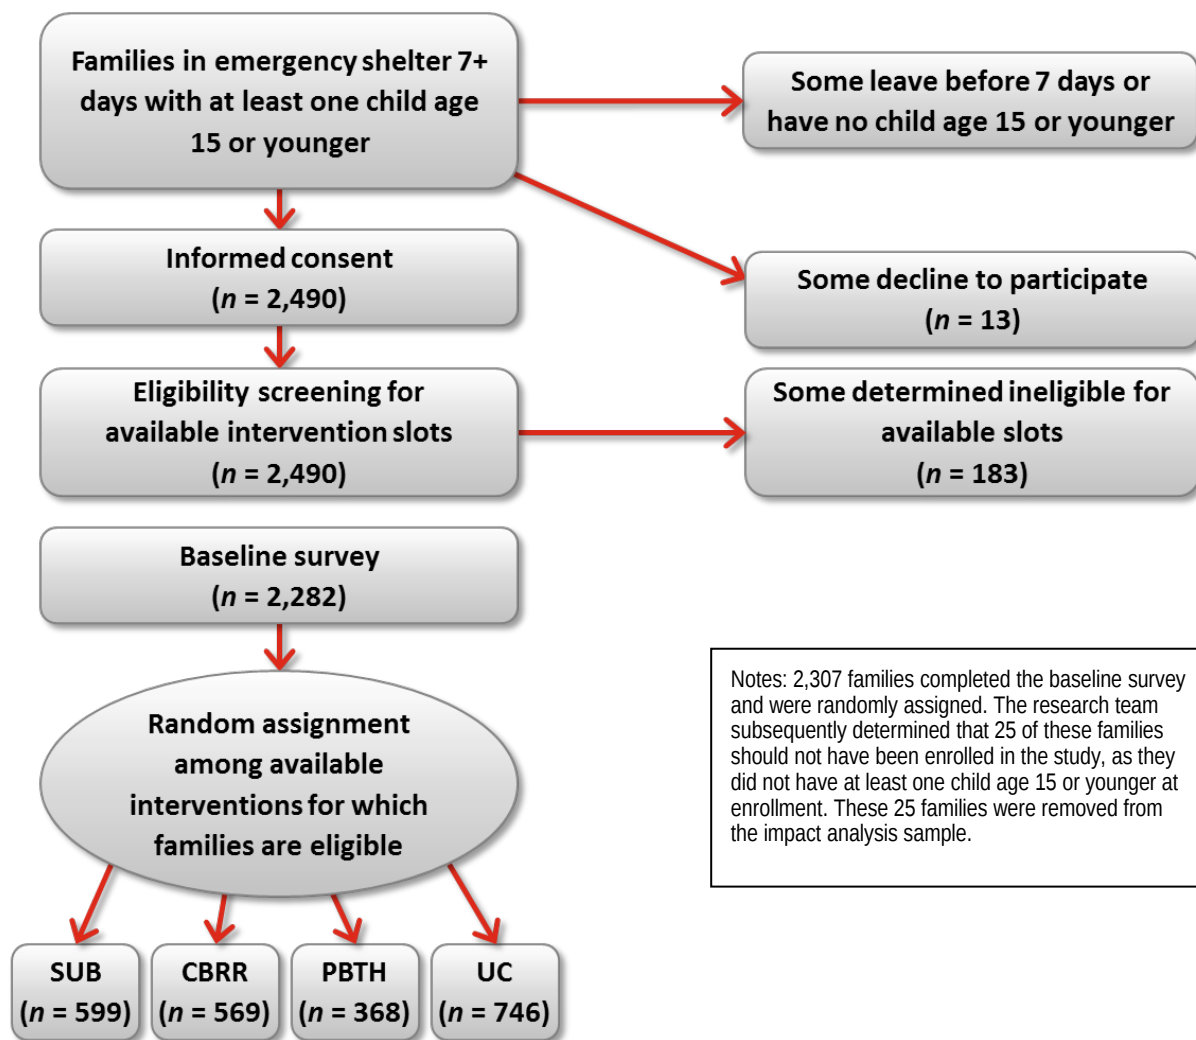 Families in emergency shelter 7+
days with at least one child age
15 or younger
Some leave before 7 days or
have no child age 15 or younger
Informed consent
(n = 2,490)
Some decline to participate
(n = 13)
Eligibility screening for
available intervention slots
(n = 2,490)
Some determined ineligible for
available slots
(n = 183)
Baseline survey
(n = 2,282)
Random assignment
among available
interventions for which
families are eligible
Notes: 2,307 families completed the baseline survey
and were randomly assigned. The research team
subsequently determined that 25 of these families
should not have been enrolled in the study, as they
did not have at least one child age 15 or younger at
enrollment. These 25 families were removed from
the impact analysis sample.
SUB
(n = 599)
CBRR
(n = 569)
PBTH
(n = 368)
UC
(n = 746)